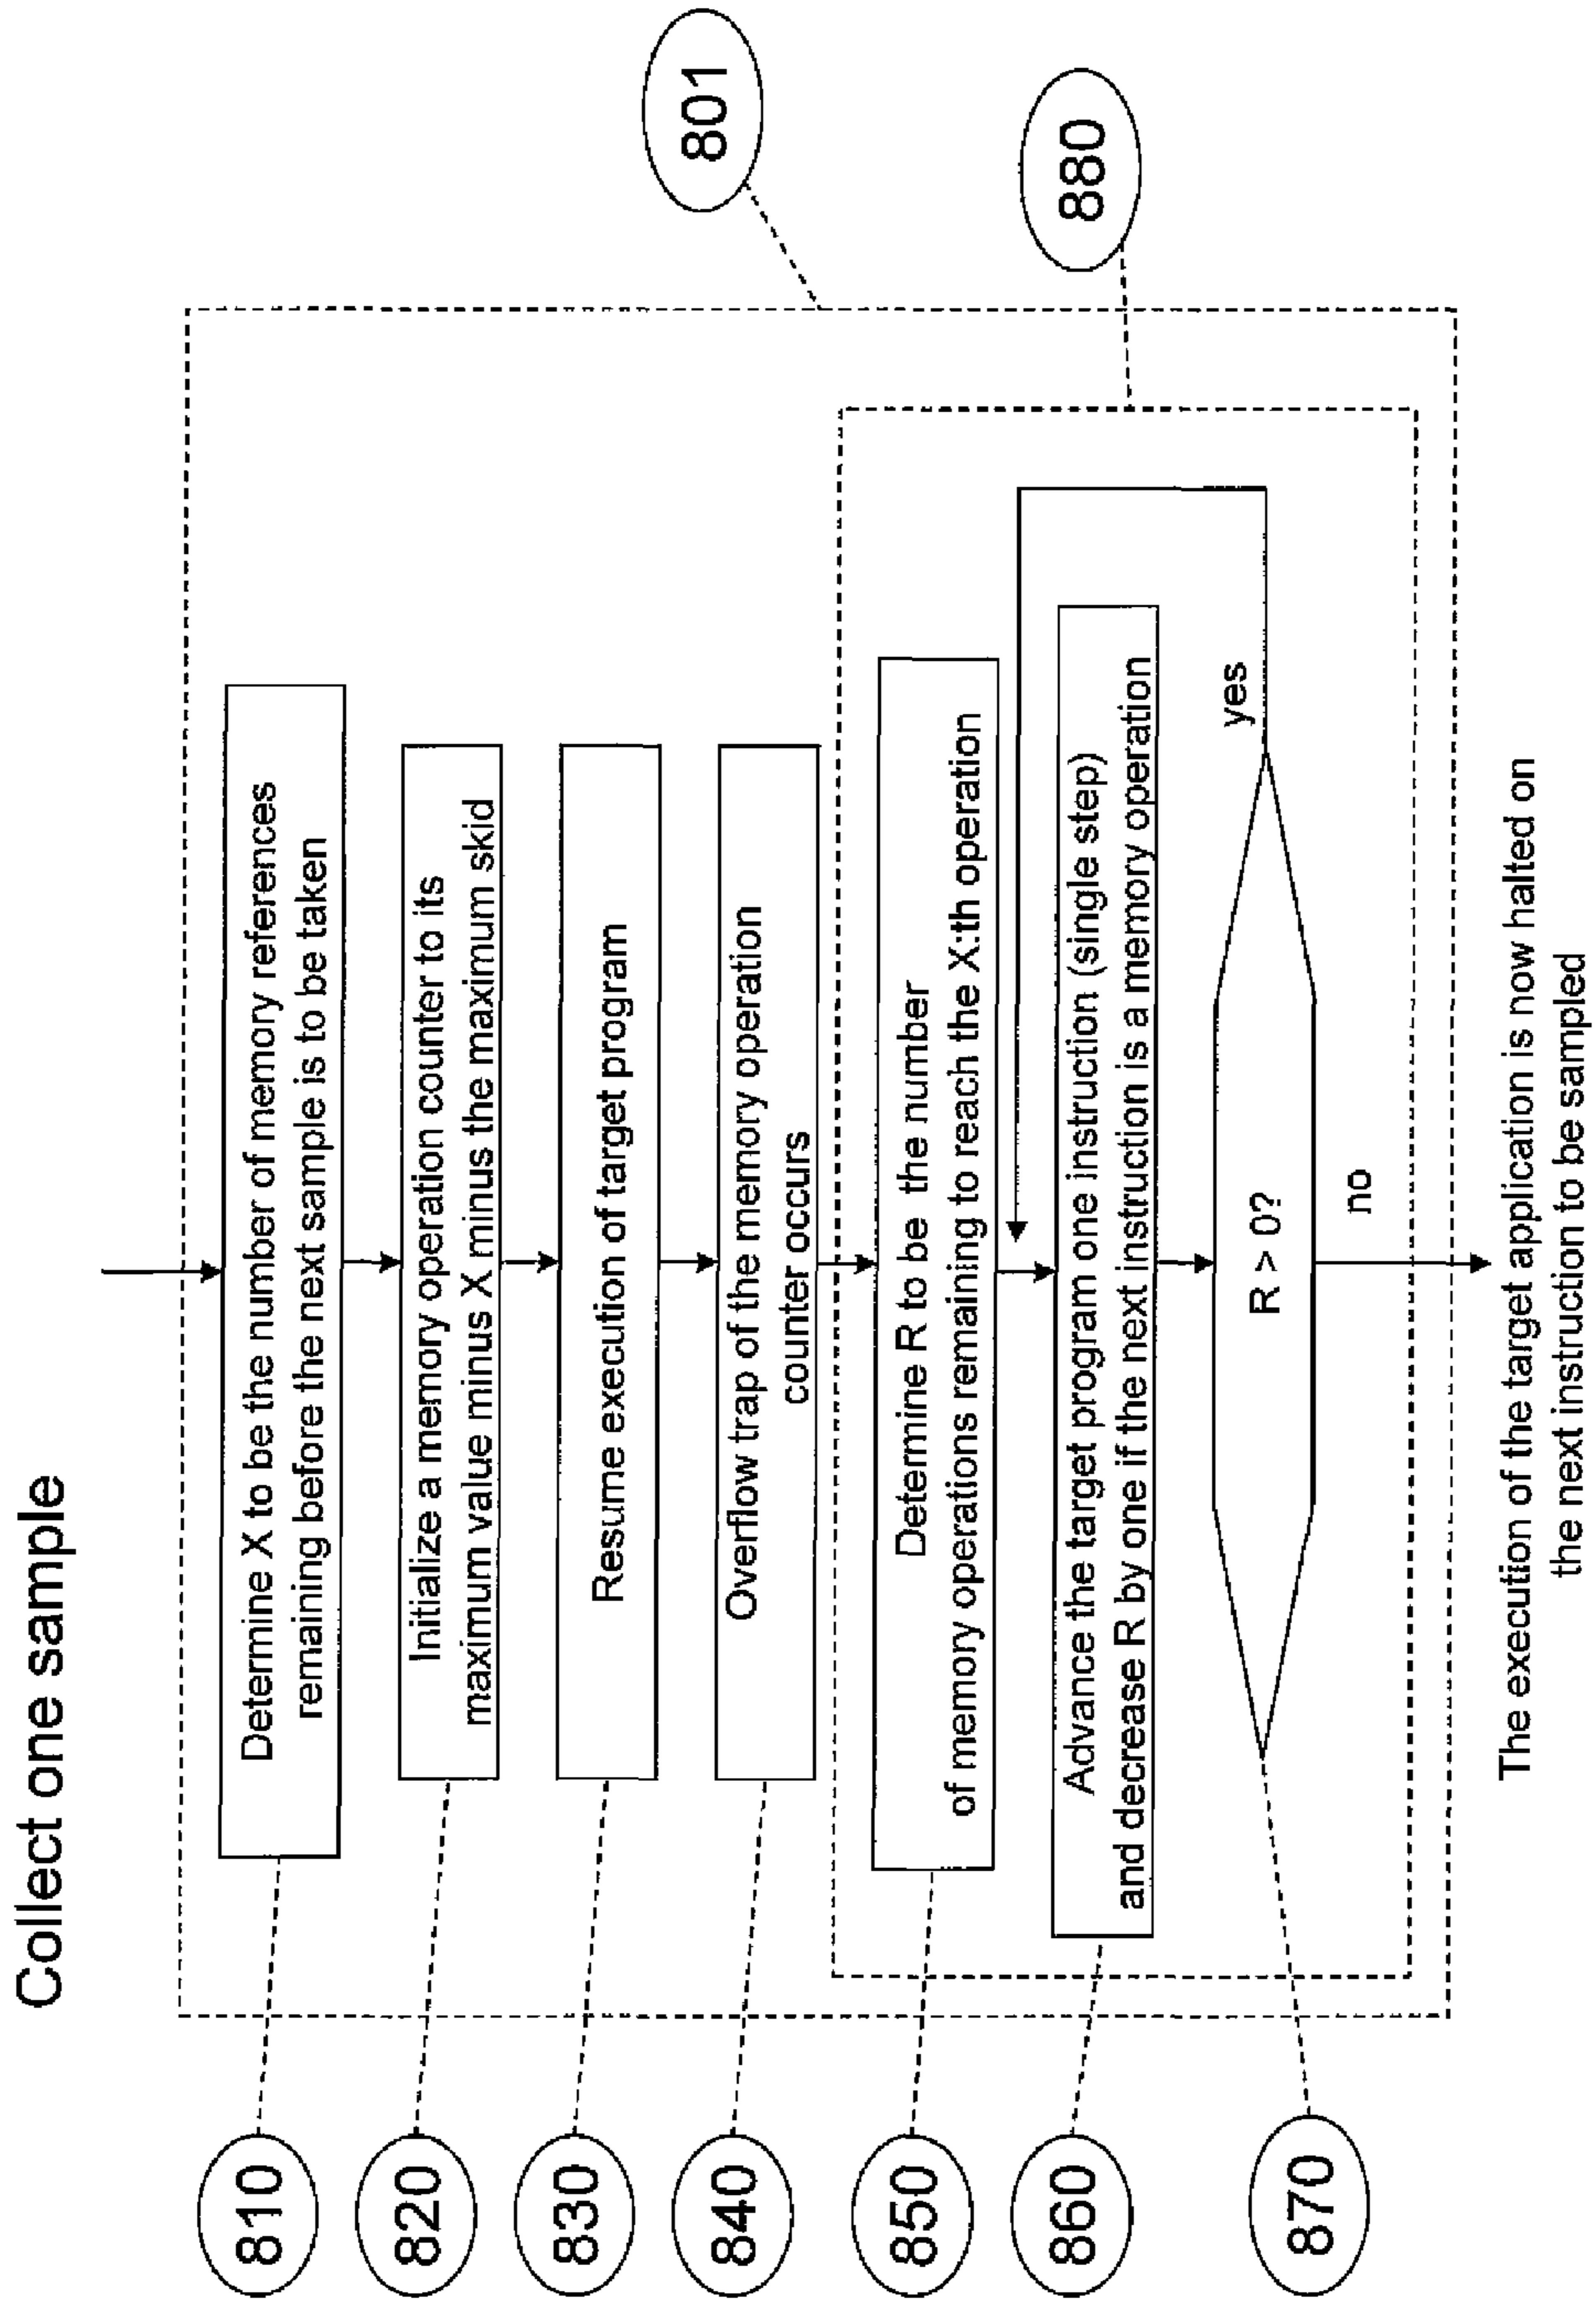 Collect one sample
801
880
810
Determine X to be the number of memory references
remaining before the next sample is to be taken
820
Initialize a memory operation counter to its
maximum value minus X minus the maximum skid
830
Resume execution of target program
840
Overflow trap of the memory operation
counter occurs
850
Determine R to be the number
of memory operations remaining to reach the X:th operation
860
Advance the target program one instruction (single step)
and decrease R by one if the next instruction is a memory operation
870
R > 0?
yes
no
The execution of the target application is now halted on
the next instruction to be sampled